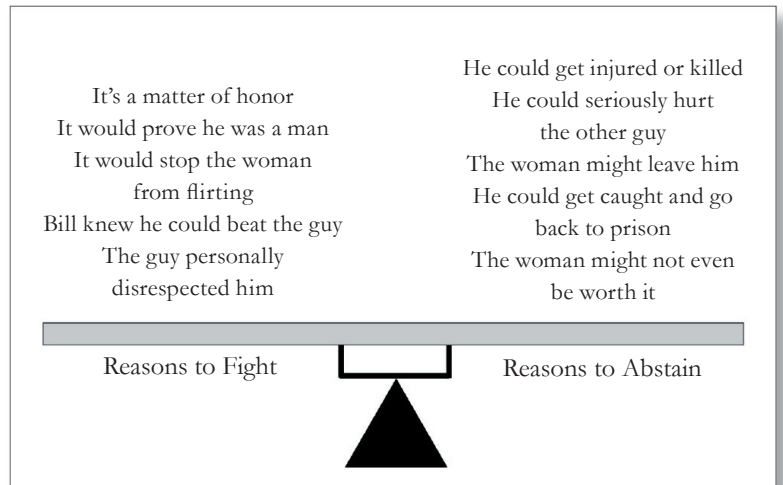 It’s a matter of honor
It would prove he was a man
It would stop the woman
from flirting
Bill knew he could beat the guy
The guy personally
disrespected him
He could get injured or killed
He could seriously hurt
the other guy
The woman might leave him
He could get caught and go
back to prison
The woman might not even
be worth it
Reasons to Fight
Reasons to Abstain